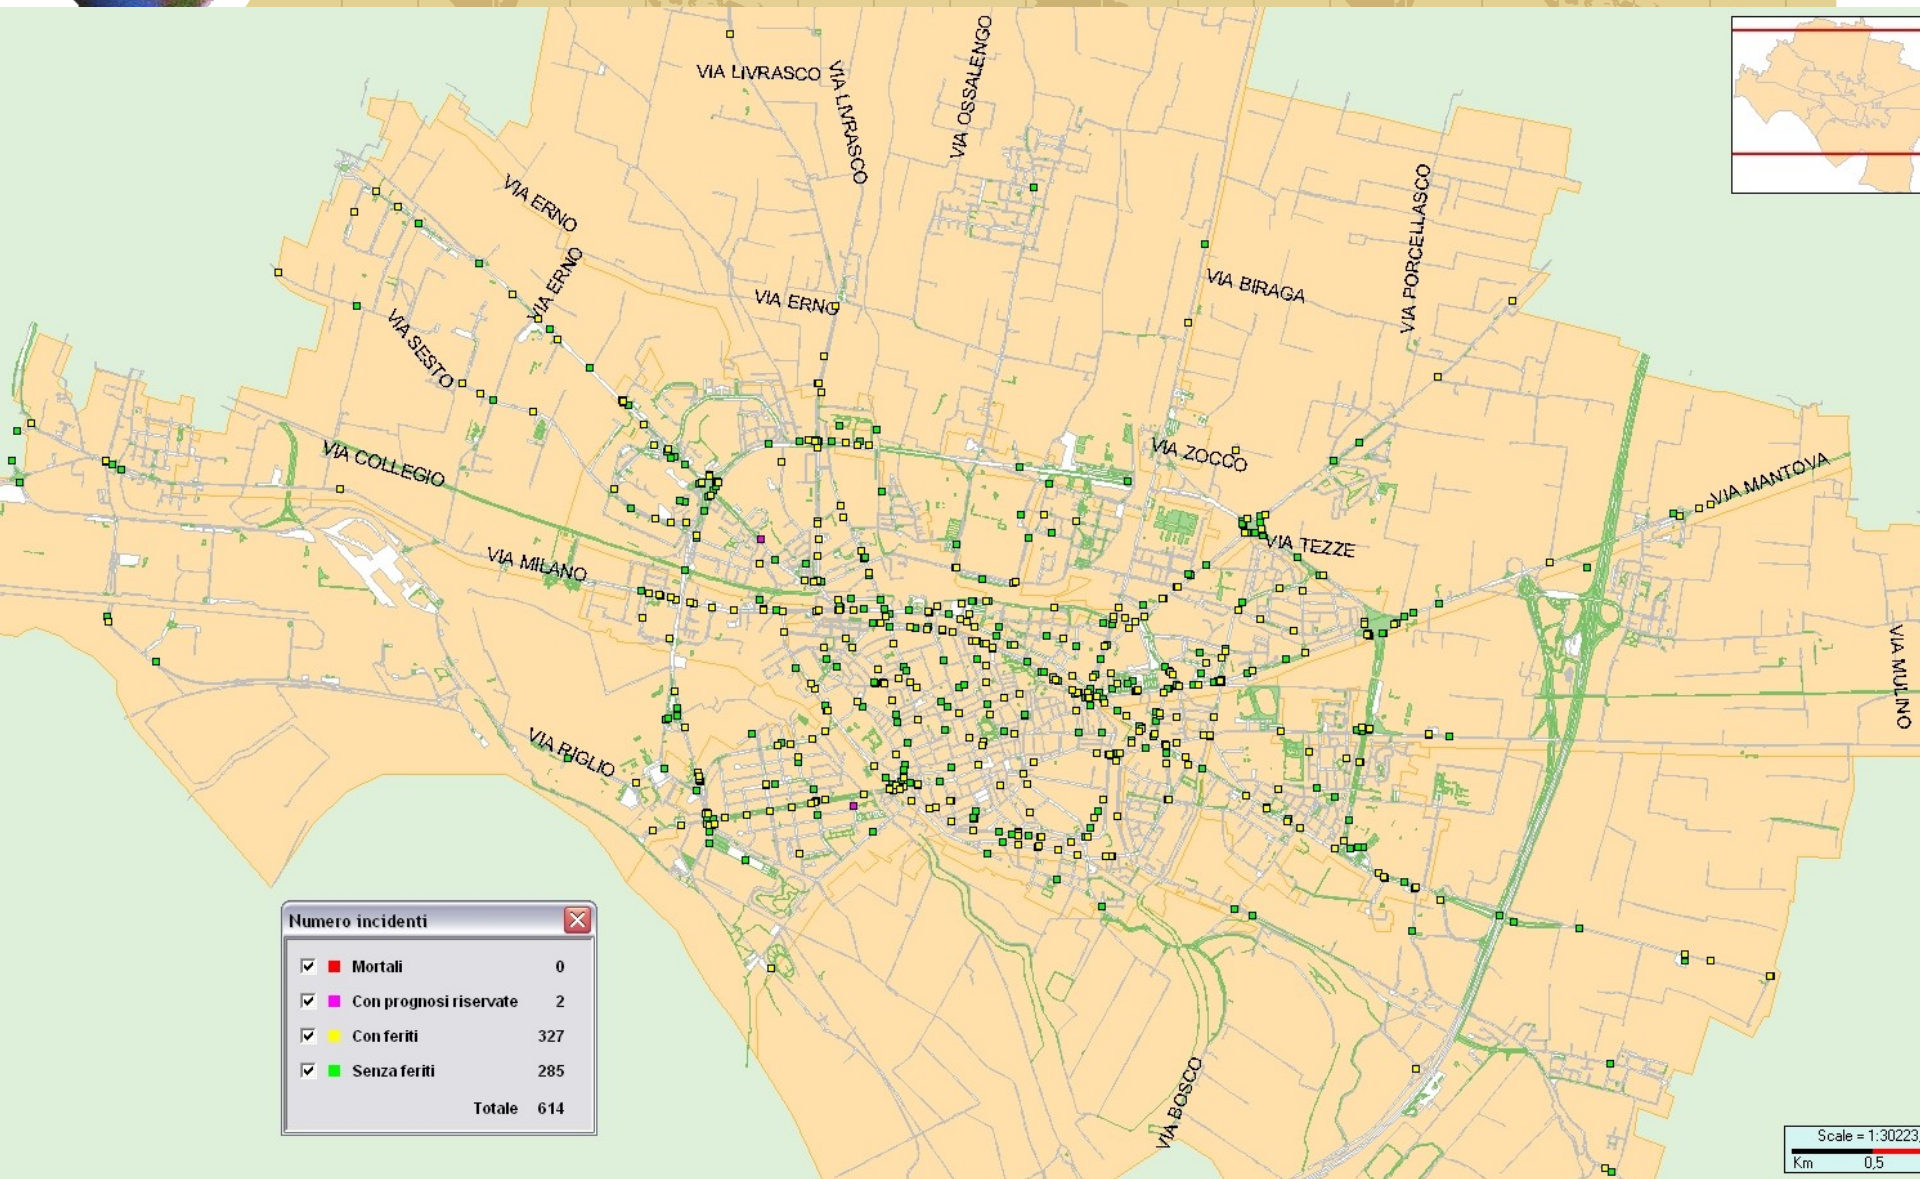 VIA LIVRASCO
VIA LIVRASCO
VIA OSSALENGO
VIA ERNO
VIA ERNO
VIA ERNO
VIA BIRAGA
VIA PORCELLASCO
VIA SESTO
VIA COLLEGIO
VIA ZOCCO
VIA MANTOVA
VIA MILANO
VIA TEZZE
VIA MULINO
VIA RIGLIO
VIA BOSCO
Numero incidenti
Mortali 0
Con prognosi riservate 2
Con feriti 327
Senza feriti 285
Totale 614
Scale = 1:30223,
Km 0,5